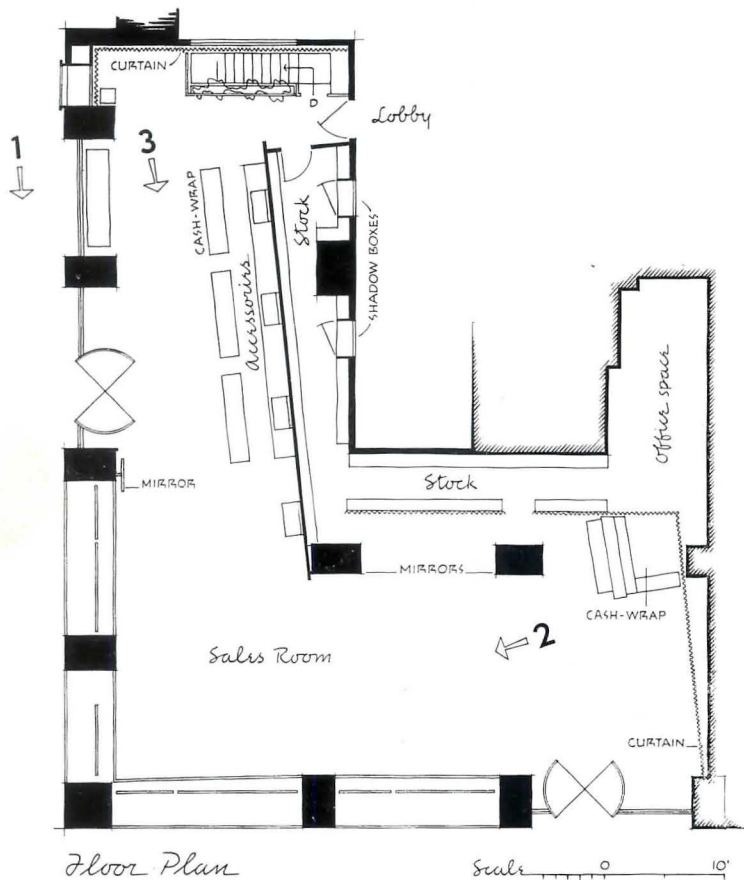 CURTAIN
D
Lobby
1
3
CASH-WRAP
Stock
SHADOW BOXES
Accessories
Office space
MIRROR
Stock
MIRRORS
CASH-WRAP
Sales Room
2
CURTAIN
Floor Plan
Scale 0 10'